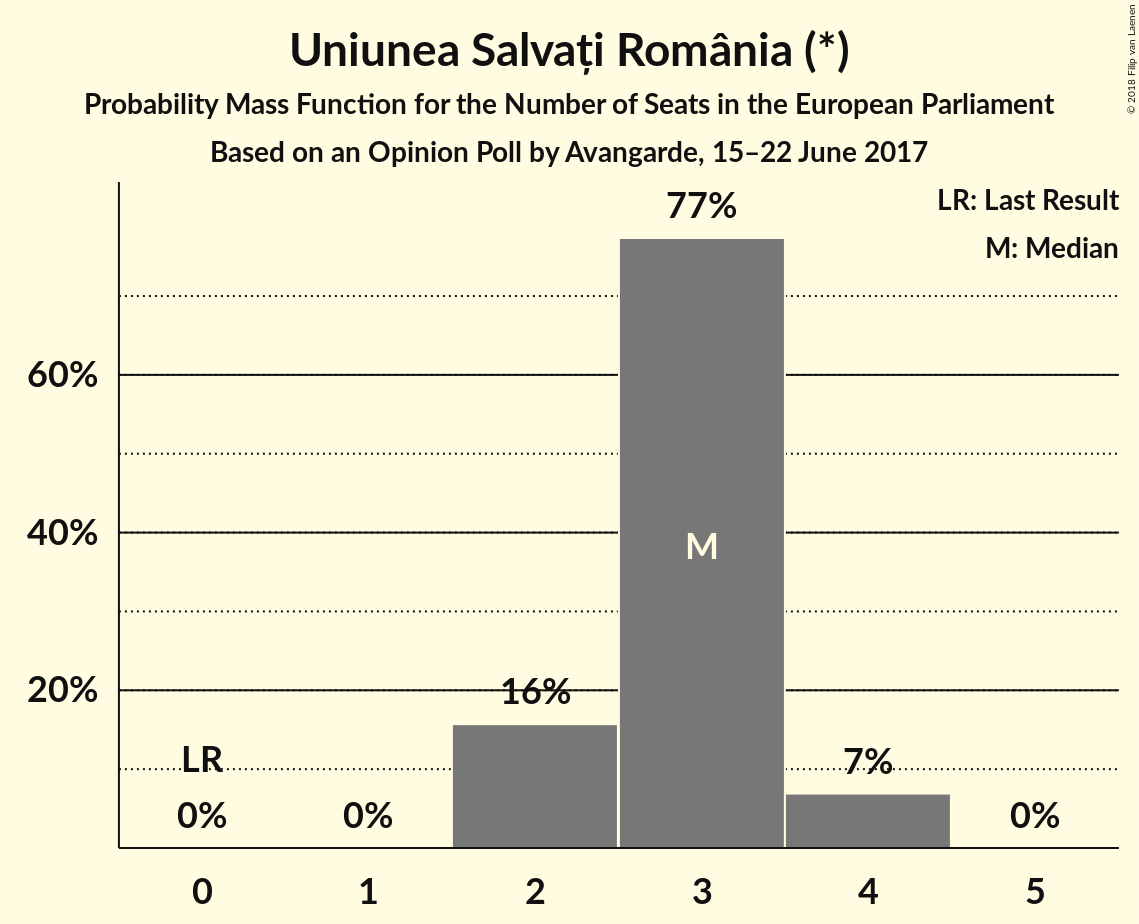 Uniunea Salvați România (*)
Probability Mass Function for the Number of Seats in the European Parliament
Based on an Opinion Poll by Avangarde, 15–22 June 2017
© 2018 Filip van Laenen
LR: Last Result
M: Median
77%
60%
40%
M
20%
16%
LR
7%
0%
0%
0%
0
1
2
3
4
5